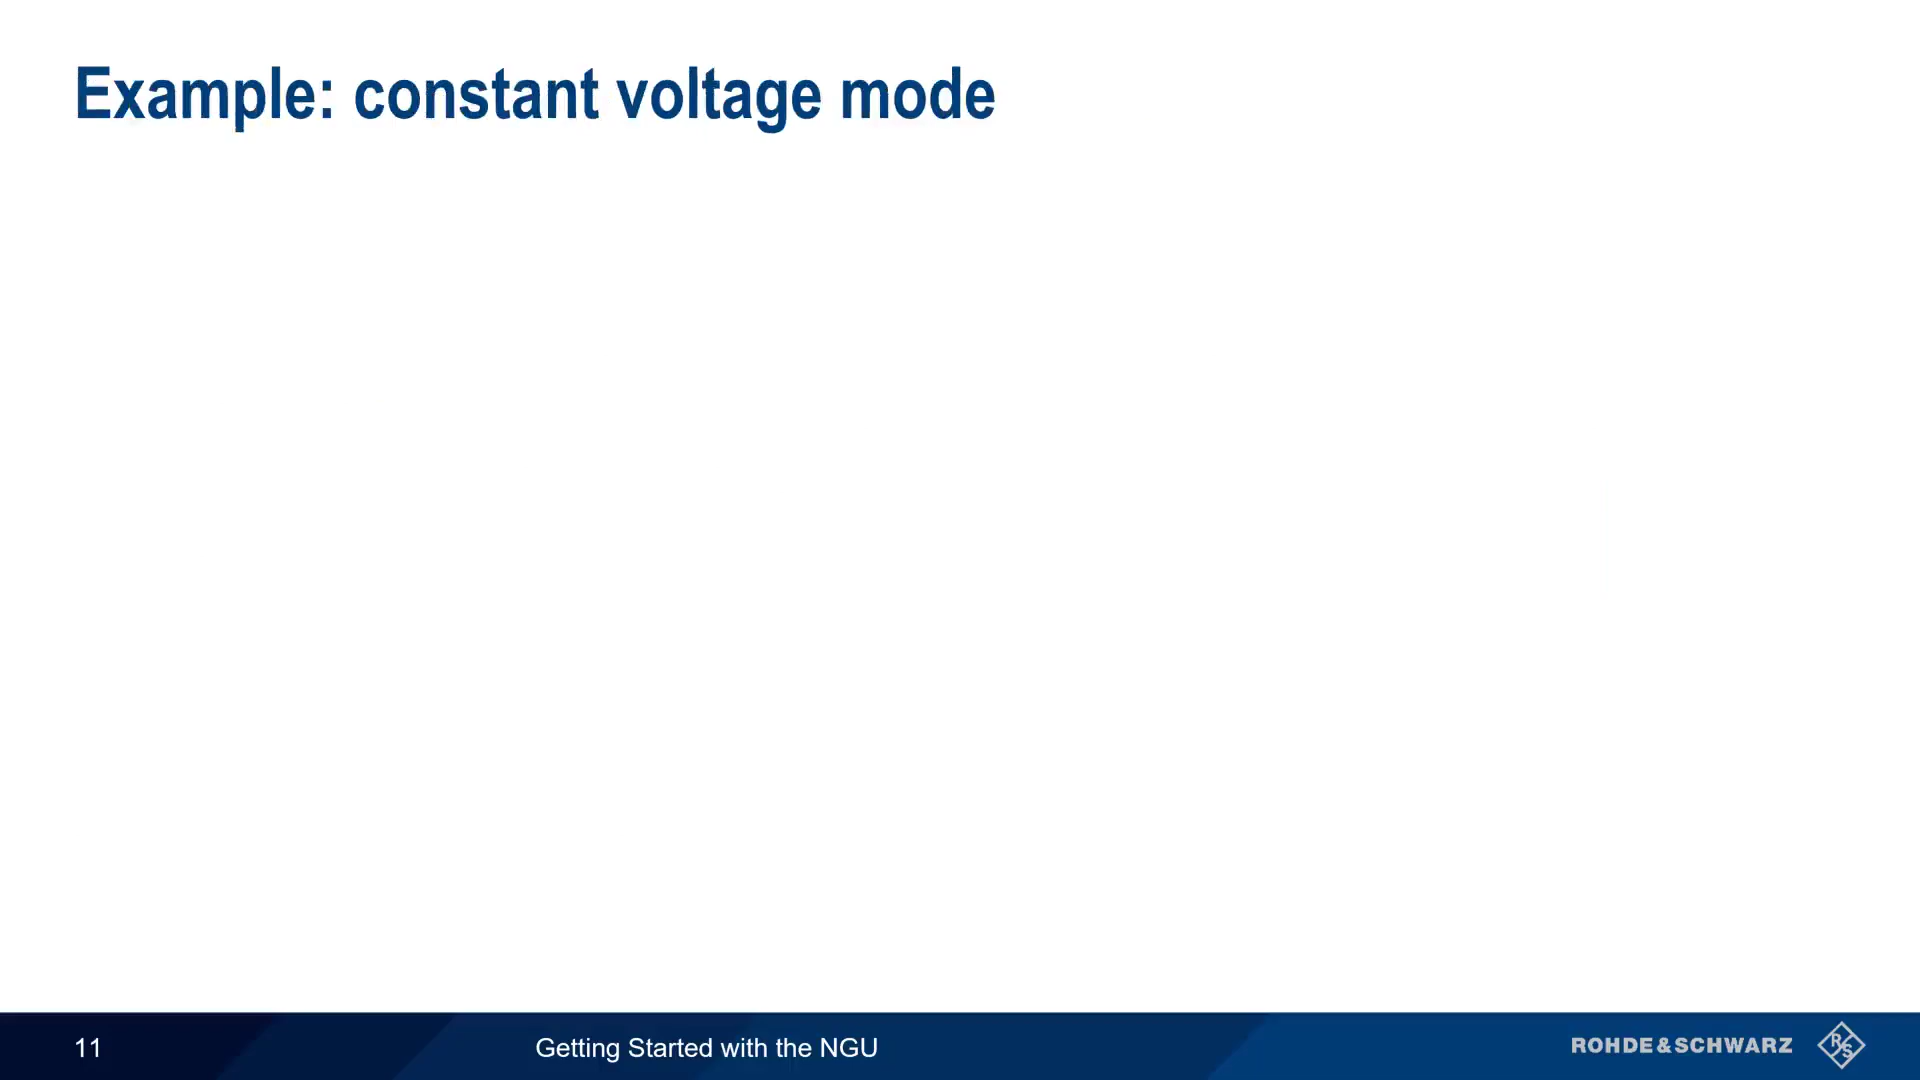 Example: constant voltage mode
11
Getting Started with the NGU
ROHDE&SCHWARZ
R
S